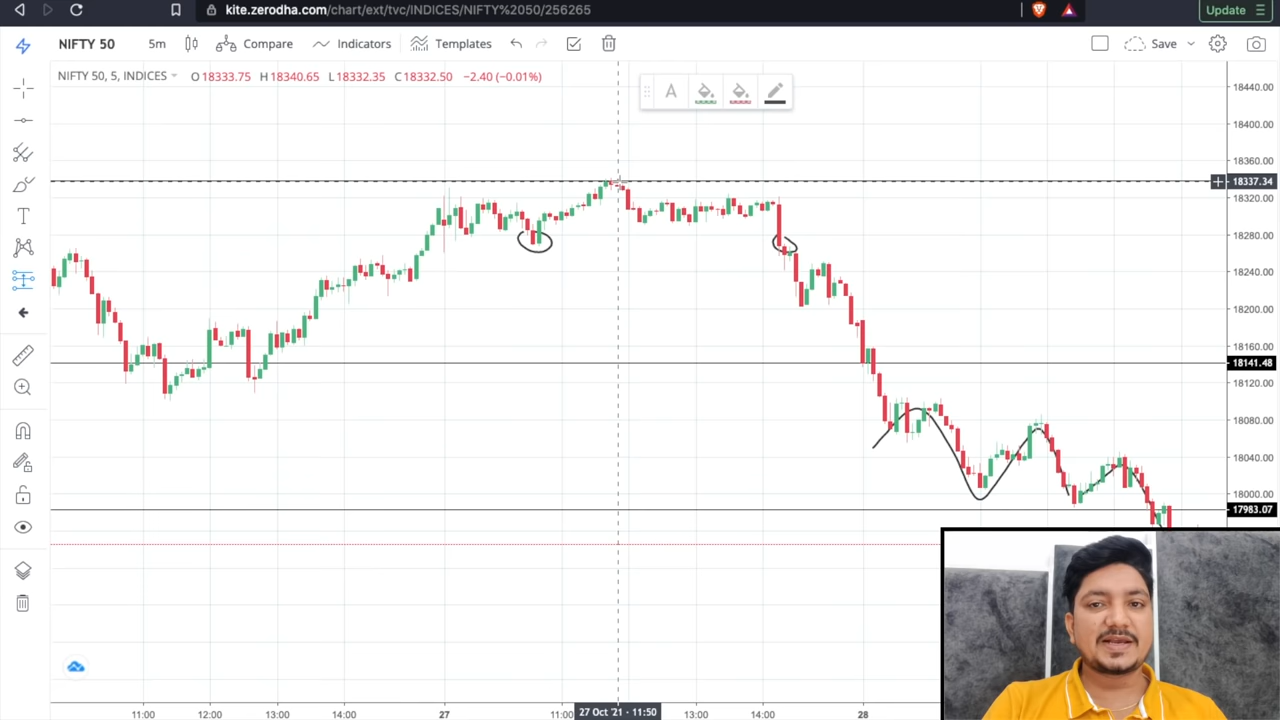 kite.zerodha.com/chart/ext/tvc/INDICES/NIFTY%2050/256265
Update
NIFTY 50 5m Compare Indicators Templates Save
NIFTY 50, 5, INDICES O18333.75 H18340.65 L18332.35 C18332.50 −2.40 (−0.01%)
A
T
18440.00
18400.00
18360.00
18337.34
18320.00
18280.00
18240.00
18200.00
18160.00
18141.48
18120.00
18080.00
18040.00
18000.00
17983.07
11:00 12:00 13:00 14:00 27 11:00 27 Oct '21 - 11:50 13:00 14:00 28